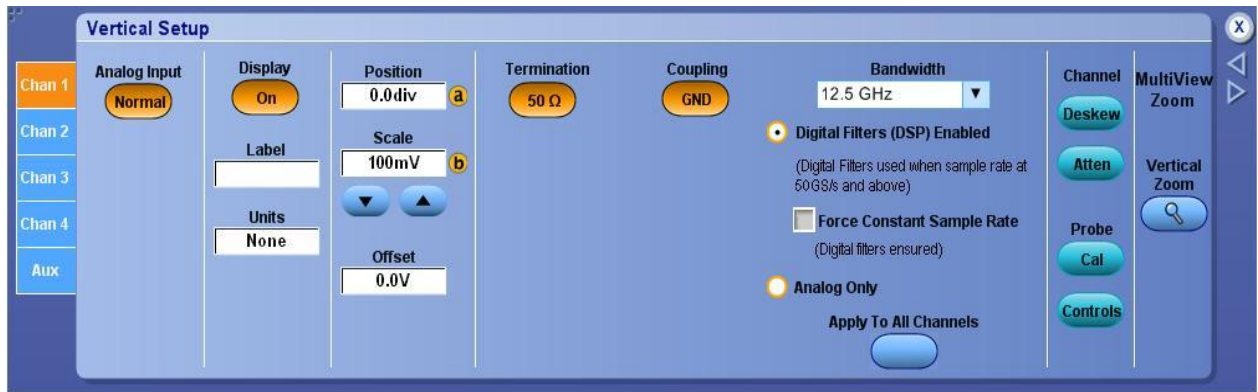 Vertical Setup
X
Chan 1
Chan 2
Chan 3
Chan 4
Aux
Analog Input
Normal
Display
On
Label
Units
None
Position
0.0div
a
Scale
100mV
b
Offset
0.0V
Termination
50 Ω
Coupling
GND
Bandwidth
12.5 GHz
Digital Filters (DSP) Enabled
(Digital Filters used when sample rate at
50GS/s and above)
Force Constant Sample Rate
(Digital filters ensured)
Analog Only
Apply To All Channels
Channel
Deskew
Atten
Probe
Cal
Controls
MultiView
Zoom
Vertical
Zoom